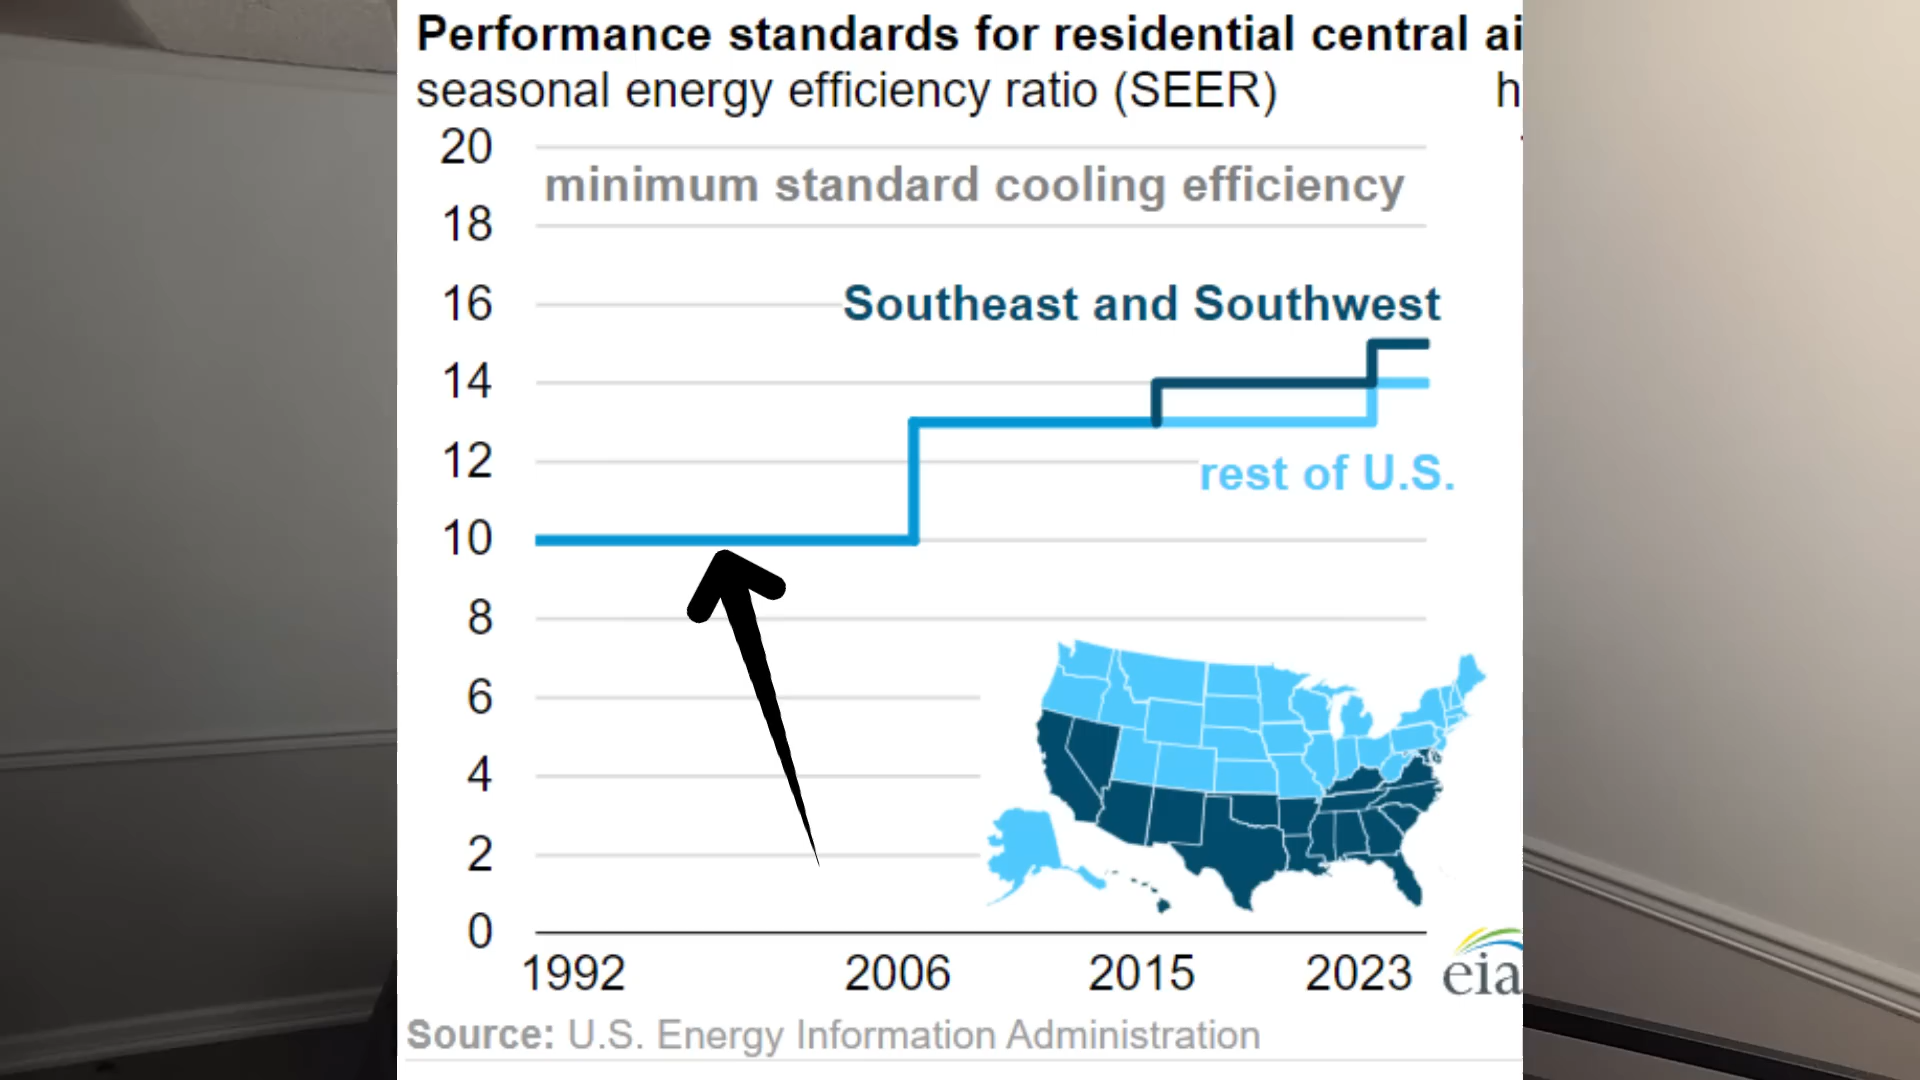 Performance standards for residential central ai
seasonal energy efficiency ratio (SEER) h
20
minimum standard cooling efficiency
18
16
Southeast and Southwest
14
12
rest of U.S.
10
8
6
4
2
0
1992 2006 2015 2023
eia
Source: U.S. Energy Information Administration